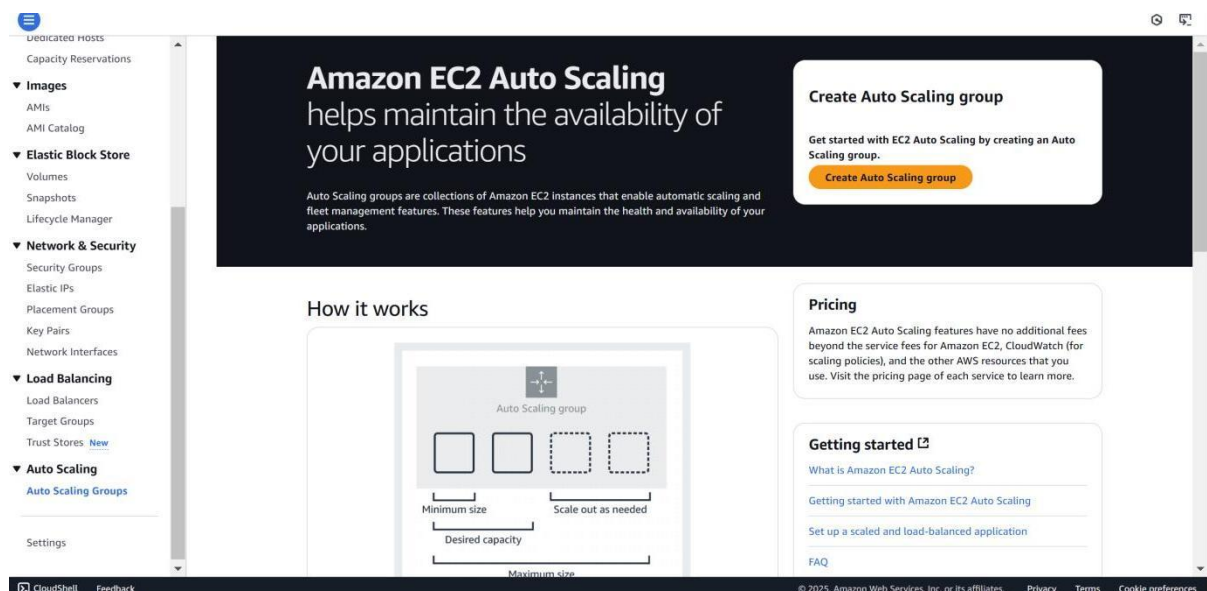 Dedicated Hosts
Capacity Reservations
Images
AMIs
AMI Catalog
Elastic Block Store
Volumes
Snapshots
Lifecycle Manager
Network & Security
Security Groups
Elastic IPs
Placement Groups
Key Pairs
Network Interfaces
Load Balancing
Load Balancers
Target Groups
Trust Stores New
Auto Scaling
Auto Scaling Groups
Settings
Amazon EC2 Auto Scaling
helps maintain the availability of
your applications
Auto Scaling groups are collections of Amazon EC2 instances that enable automatic scaling and
fleet management features. These features help you maintain the health and availability of your
applications.
Create Auto Scaling group
Get started with EC2 Auto Scaling by creating an Auto
Scaling group.
Create Auto Scaling group
How it works
Auto Scaling group
Minimum size
Scale out as needed
Desired capacity
Maximum size
Pricing
Amazon EC2 Auto Scaling features have no additional fees
beyond the service fees for Amazon EC2, CloudWatch (for
scaling policies), and the other AWS resources that you
use. Visit the pricing page of each service to learn more.
Getting started
What is Amazon EC2 Auto Scaling?
Getting started with Amazon EC2 Auto Scaling
Set up a scaled and load-balanced application
FAQ
CloudShell Feedback
© 2025, Amazon Web Services, Inc. or its affiliates. Privacy Terms Cookie preferences